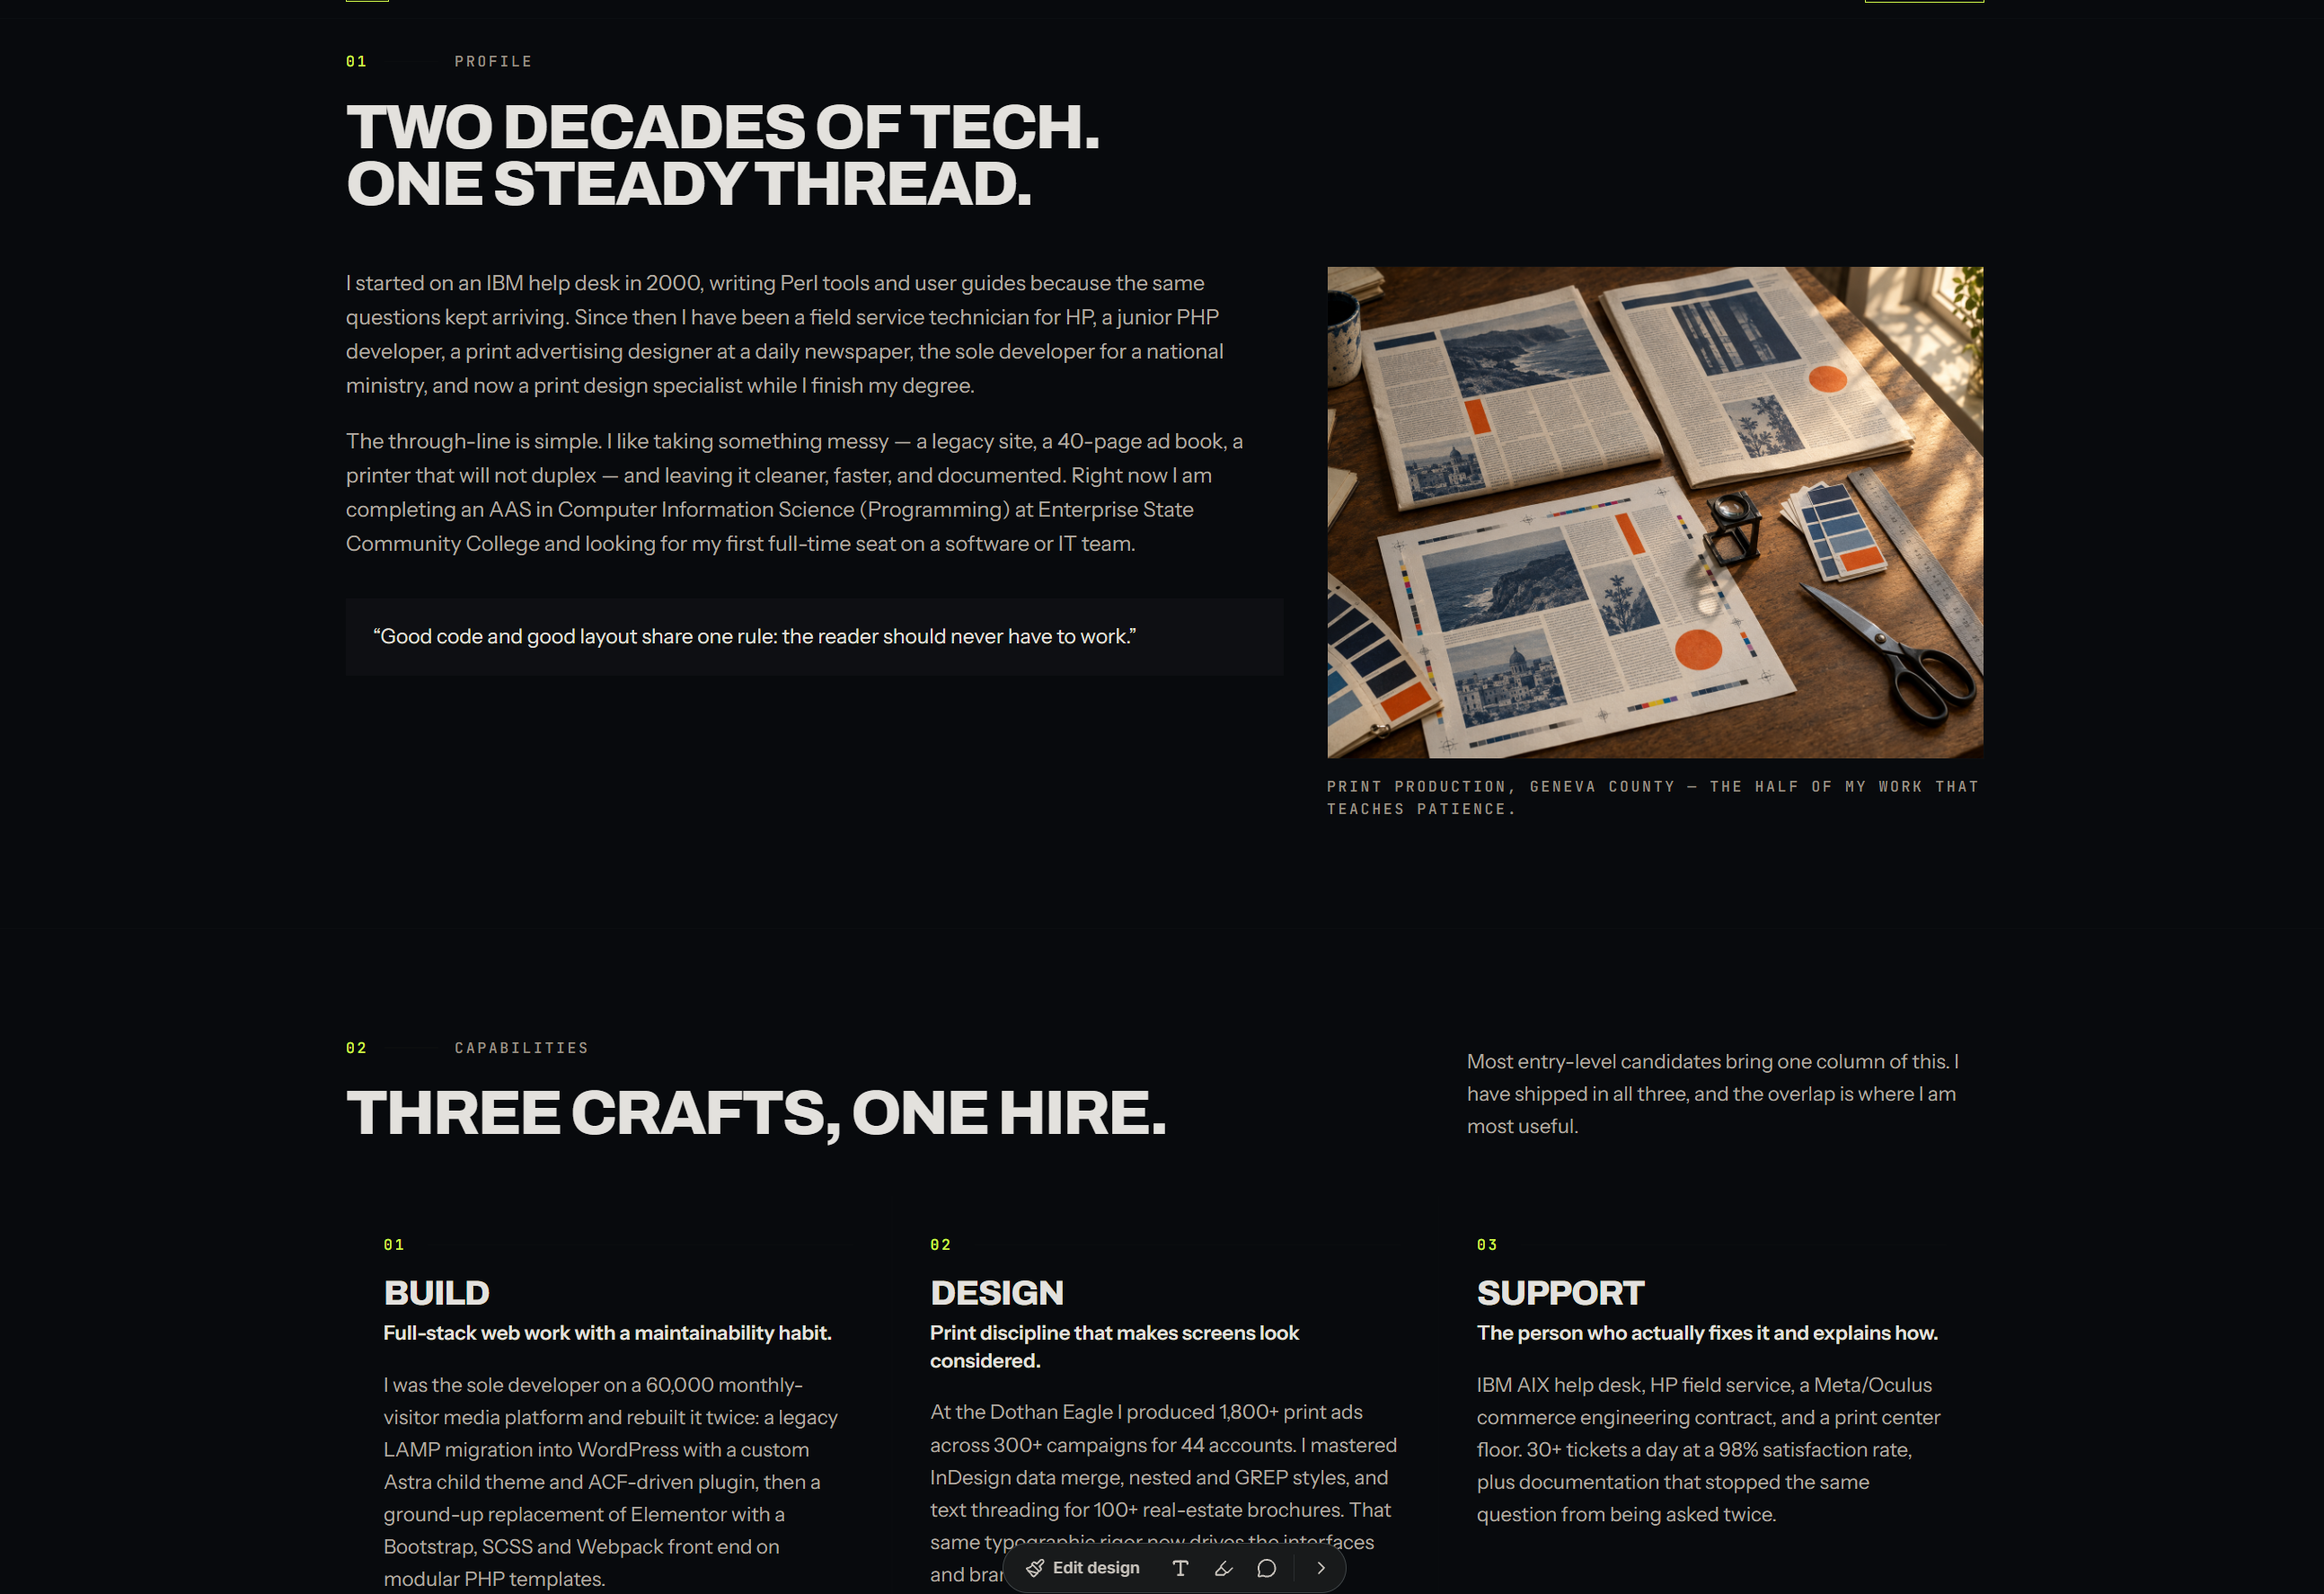 01 PROFILE
TWO DECADES OF TECH.
ONE STEADY THREAD.
I started on an IBM help desk in 2000, writing Perl tools and user guides because the same
questions kept arriving. Since then I have been a field service technician for HP, a junior PHP
developer, a print advertising designer at a daily newspaper, the sole developer for a national
ministry, and now a print design specialist while I finish my degree.
The through-line is simple. I like taking something messy — a legacy site, a 40-page ad book, a
printer that will not duplex — and leaving it cleaner, faster, and documented. Right now I am
completing an AAS in Computer Information Science (Programming) at Enterprise State
Community College and looking for my first full-time seat on a software or IT team.
“Good code and good layout share one rule: the reader should never have to work.”
PRINT PRODUCTION, GENEVA COUNTY — THE HALF OF MY WORK THAT
TEACHES PATIENCE.
02 CAPABILITIES
THREE CRAFTS, ONE HIRE.
Most entry-level candidates bring one column of this. I
have shipped in all three, and the overlap is where I am
most useful.
01
BUILD
Full-stack web work with a maintainability habit.
I was the sole developer on a 60,000 monthly-
visitor media platform and rebuilt it twice: a legacy
LAMP migration into WordPress with a custom
Astra child theme and ACF-driven plugin, then a
ground-up replacement of Elementor with a
Bootstrap, SCSS and Webpack front end on
modular PHP templates.
02
DESIGN
Print discipline that makes screens look
considered.
At the Dothan Eagle I produced 1,800+ print ads
across 300+ campaigns for 44 accounts. I mastered
InDesign data merge, nested and GREP styles, and
text threading for 100+ real-estate brochures. That
same typographic rigor now drives the interfaces
and
03
SUPPORT
The person who actually fixes it and explains how.
IBM AIX help desk, HP field service, a Meta/Oculus
commerce engineering contract, and a print center
floor. 30+ tickets a day at a 98% satisfaction rate,
plus documentation that stopped the same
question from being asked twice.
Edit design